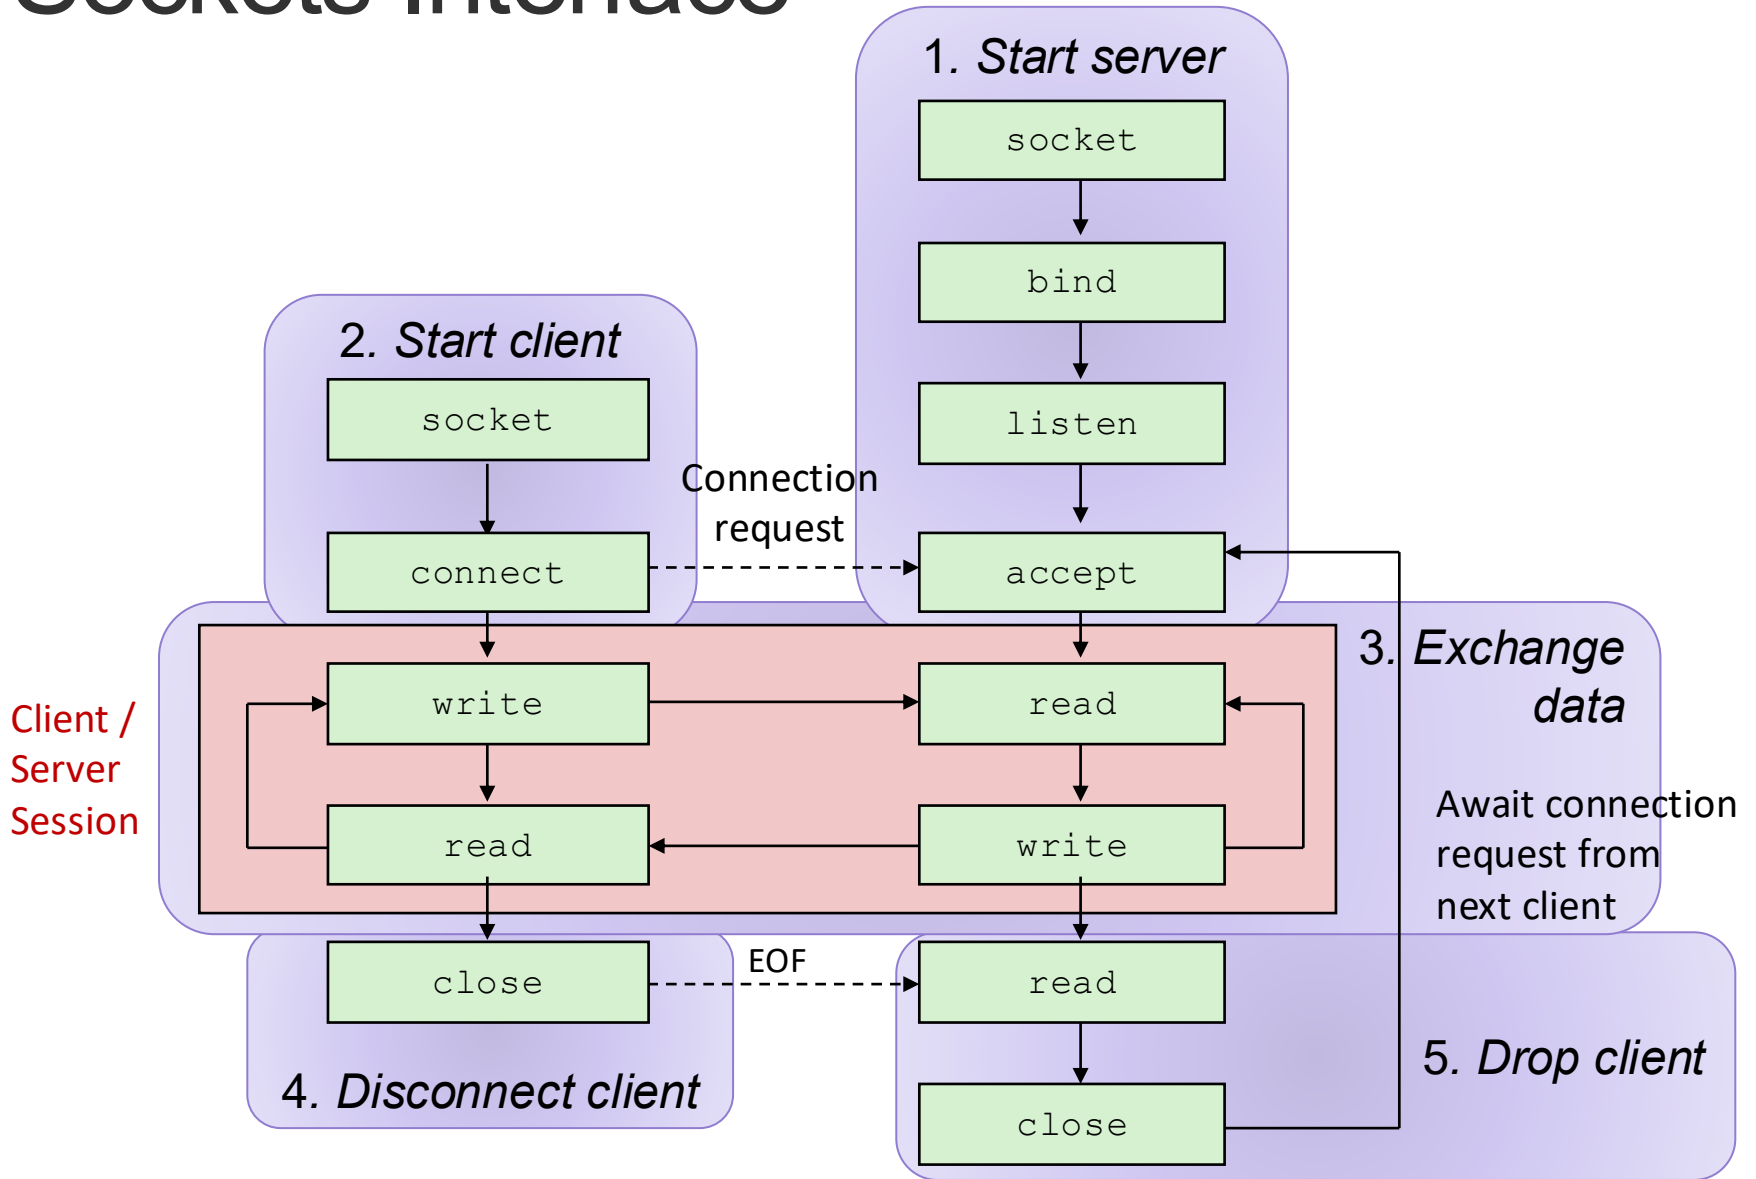 Sockets Interface
1. Start server
socket
bind
listen
accept
2. Start client
socket
connect
Connection
request
3. Exchange
data
Client /
Server
Session
write
read
read
write
Await connection
request from
next client
close
EOF
read
close
4. Disconnect client
5. Drop client